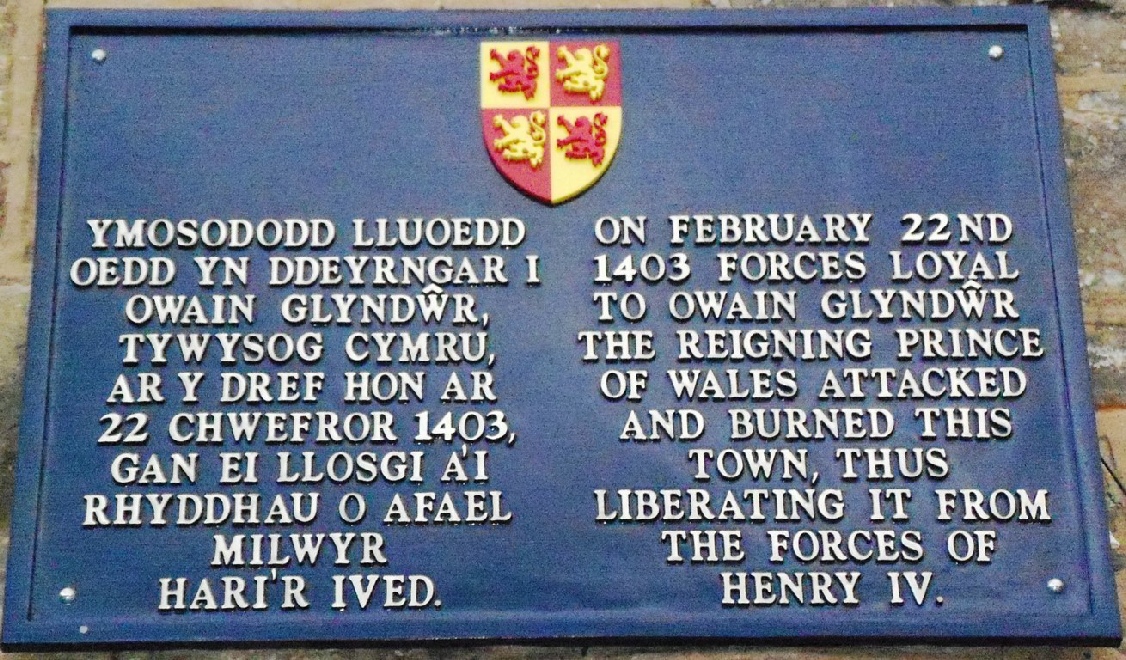 YMOSODODD LLUOEDD
OEDD YN DDEYRNGAR I
OWAIN GLYNDŴR,
TYWYSOG CYMRU,
AR Y DREF HON AR
22 CHWEFROR 1403,
GAN EI LLOSGI A'I
RHYDDHAU O AFAEL
MILWYR
HARI'R IVED.
ON FEBRUARY 22ND
1403 FORCES LOYAL
TO OWAIN GLYNDŴR
THE REIGNING PRINCE
OF WALES ATTACKED
AND BURNED THIS
TOWN, THUS
LIBERATING IT FROM
THE FORCES OF
HENRY IV.